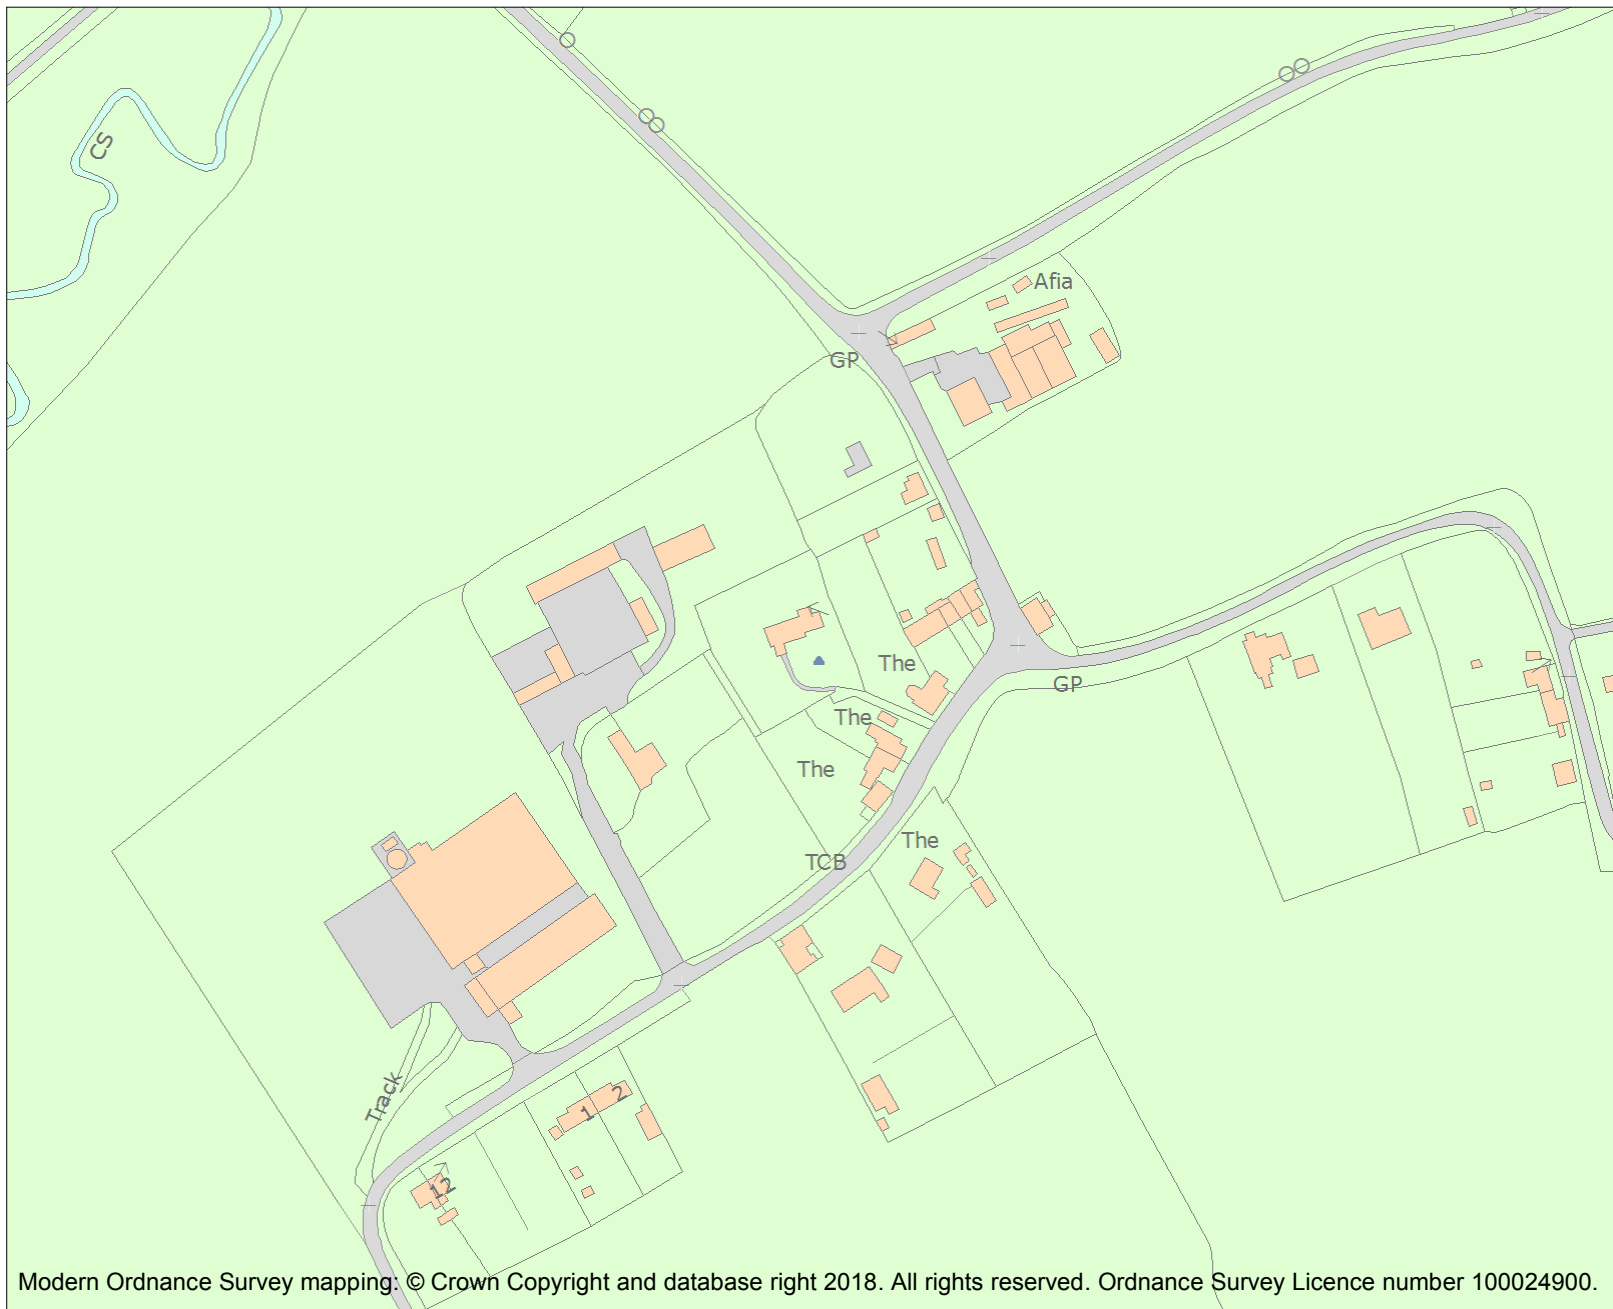 CS
Afia
GP
The
GP
The
The
The
TCB
Track
1 2
12
Modern Ordnance Survey mapping: © Crown Copyright and database right 2018. All rights reserved. Ordnance Survey Licence number 100024900.